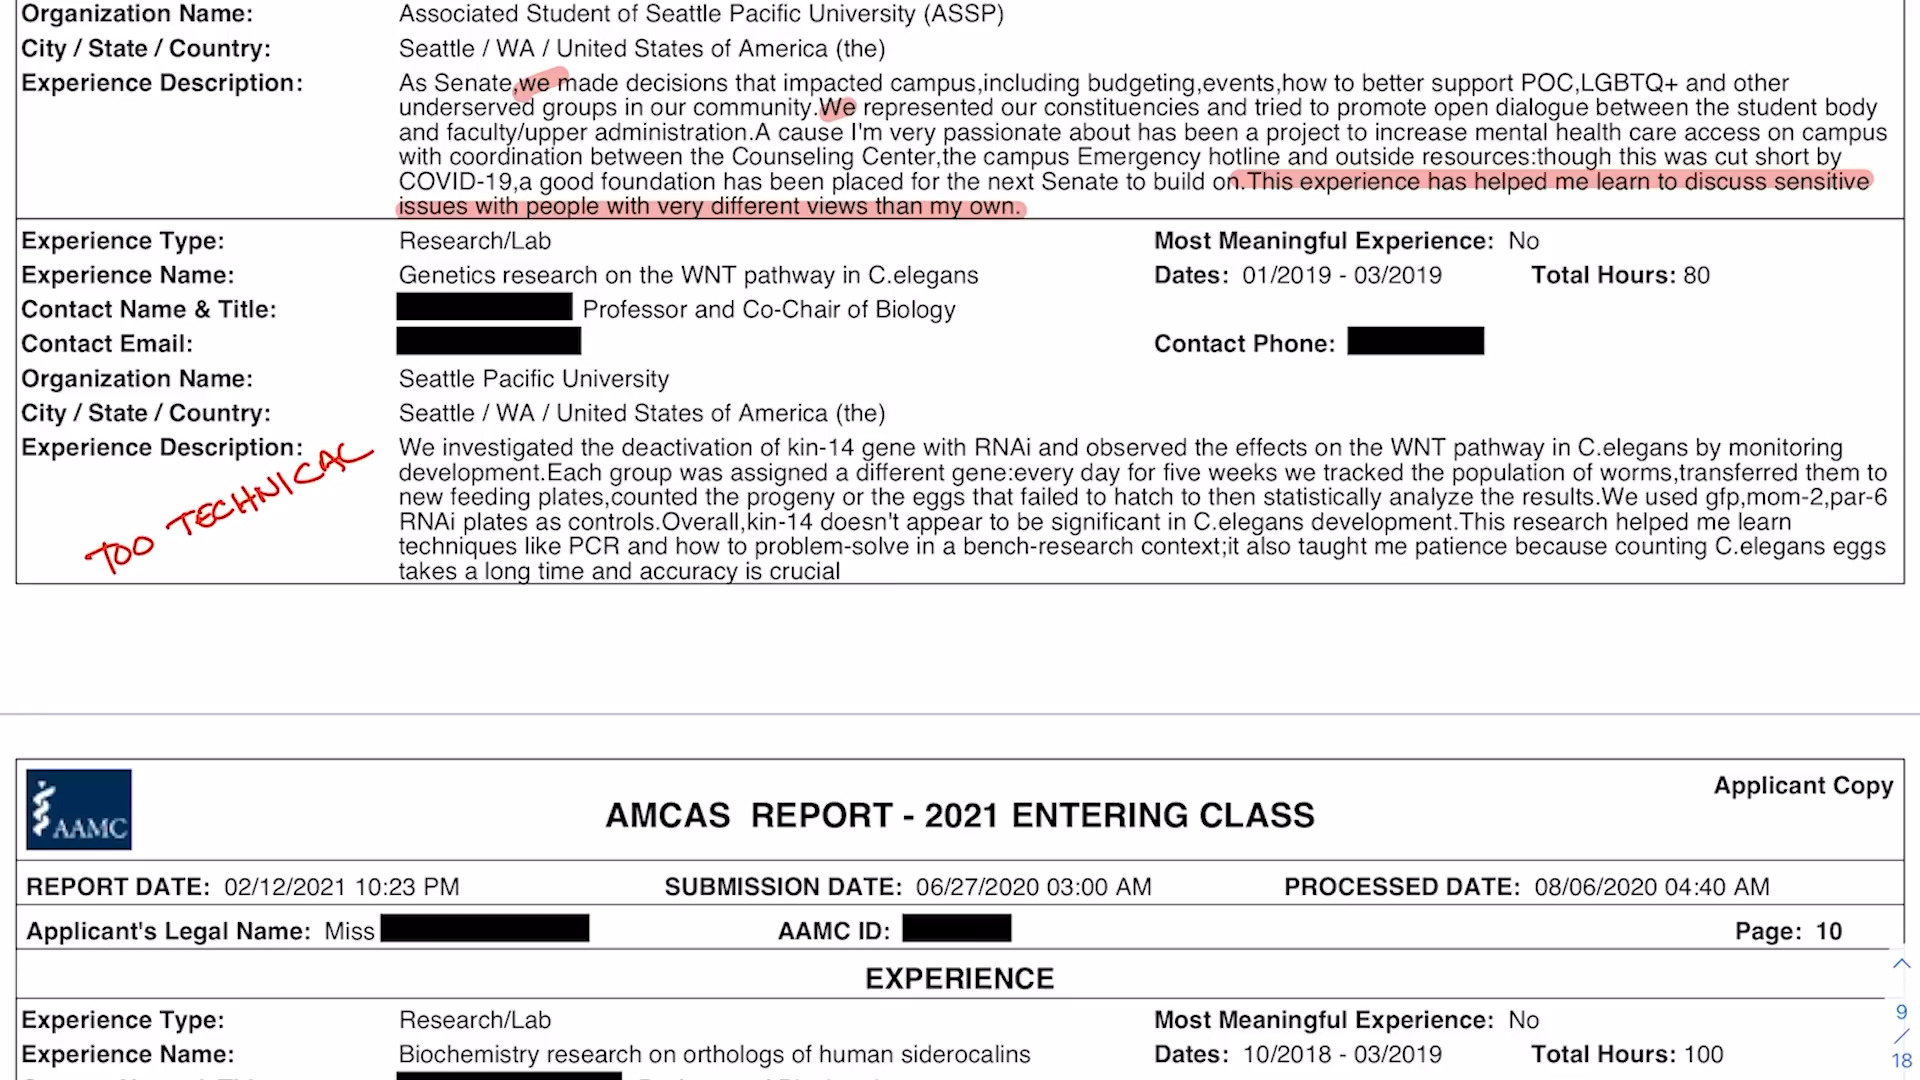 Organization Name: Associated Student of Seattle Pacific University (ASSP)
City / State / Country: Seattle / WA / United States of America (the)
Experience Description: As Senate,we made decisions that impacted campus,including budgeting,events,how to better support POC,LGBTQ+ and other
underserved groups in our community.We represented our constituencies and tried to promote open dialogue between the student body
and faculty/upper administration.A cause I'm very passionate about has been a project to increase mental health care access on campus
with coordination between the Counseling Center,the campus Emergency hotline and outside resources:though this was cut short by
COVID-19,a good foundation has been placed for the next Senate to build on.This experience has helped me learn to discuss sensitive
issues with people with very different views than my own.
Experience Type: Research/Lab Most Meaningful Experience: No
Experience Name: Genetics research on the WNT pathway in C.elegans Dates: 01/2019 - 03/2019 Total Hours: 80
Contact Name & Title: Professor and Co-Chair of Biology
Contact Email: Contact Phone:
Organization Name: Seattle Pacific University
City / State / Country: Seattle / WA / United States of America (the)
Experience Description: We investigated the deactivation of kin-14 gene with RNAi and observed the effects on the WNT pathway in C.elegans by monitoring
development.Each group was assigned a different gene:every day for five weeks we tracked the population of worms,transferred them to
new feeding plates,counted the progeny or the eggs that failed to hatch to then statistically analyze the results.We used gfp,mom-2,par-6
RNAi plates as controls.Overall,kin-14 doesn't appear to be significant in C.elegans development.This research helped me learn
techniques like PCR and how to problem-solve in a bench-research context;it also taught me patience because counting C.elegans eggs
takes a long time and accuracy is crucial
TOO TECHNICAL
AAMC
AMCAS REPORT - 2021 ENTERING CLASS
Applicant Copy
REPORT DATE: 02/12/2021 10:23 PM SUBMISSION DATE: 06/27/2020 03:00 AM PROCESSED DATE: 08/06/2020 04:40 AM
Applicant's Legal Name: Miss AAMC ID: Page: 10
EXPERIENCE
Experience Type: Research/Lab Most Meaningful Experience: No
Experience Name: Biochemistry research on orthologs of human siderocalins Dates: 10/2018 - 03/2019 Total Hours: 100
9
/
18